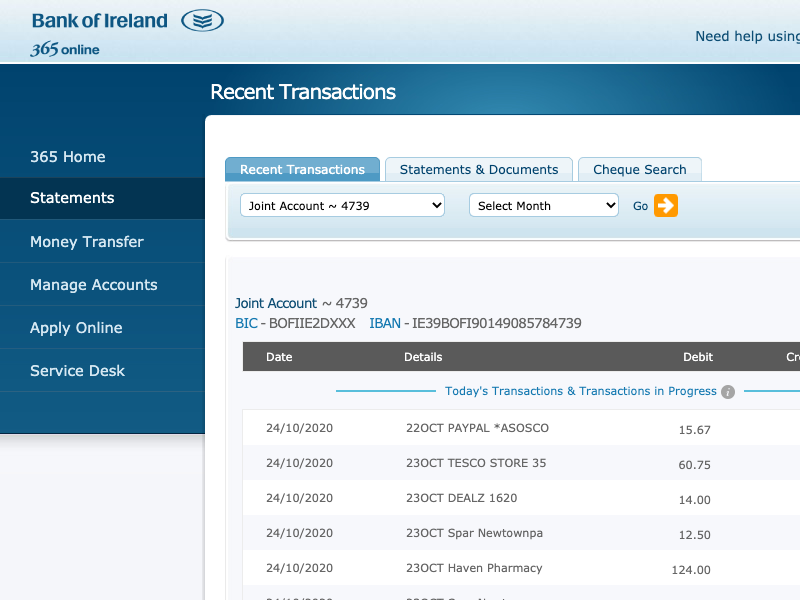 Bank of Ireland
365 online
Need help using
Recent Transactions
365 Home
Statements
Money Transfer
Manage Accounts
Apply Online
Service Desk
Recent Transactions Statements & Documents Cheque Search
Joint Account ~ 4739 Select Month Go
Joint Account ~ 4739
BIC - BOFIIE2DXXX IBAN - IE39BOFI90149085784739
Date Details Debit
Today's Transactions & Transactions in Progress i
24/10/2020 22OCT PAYPAL *ASOSCO 15.67
24/10/2020 23OCT TESCO STORE 35 60.75
24/10/2020 23OCT DEALZ 1620 14.00
24/10/2020 23OCT Spar Newtownpa 12.50
24/10/2020 23OCT Haven Pharmacy 124.00